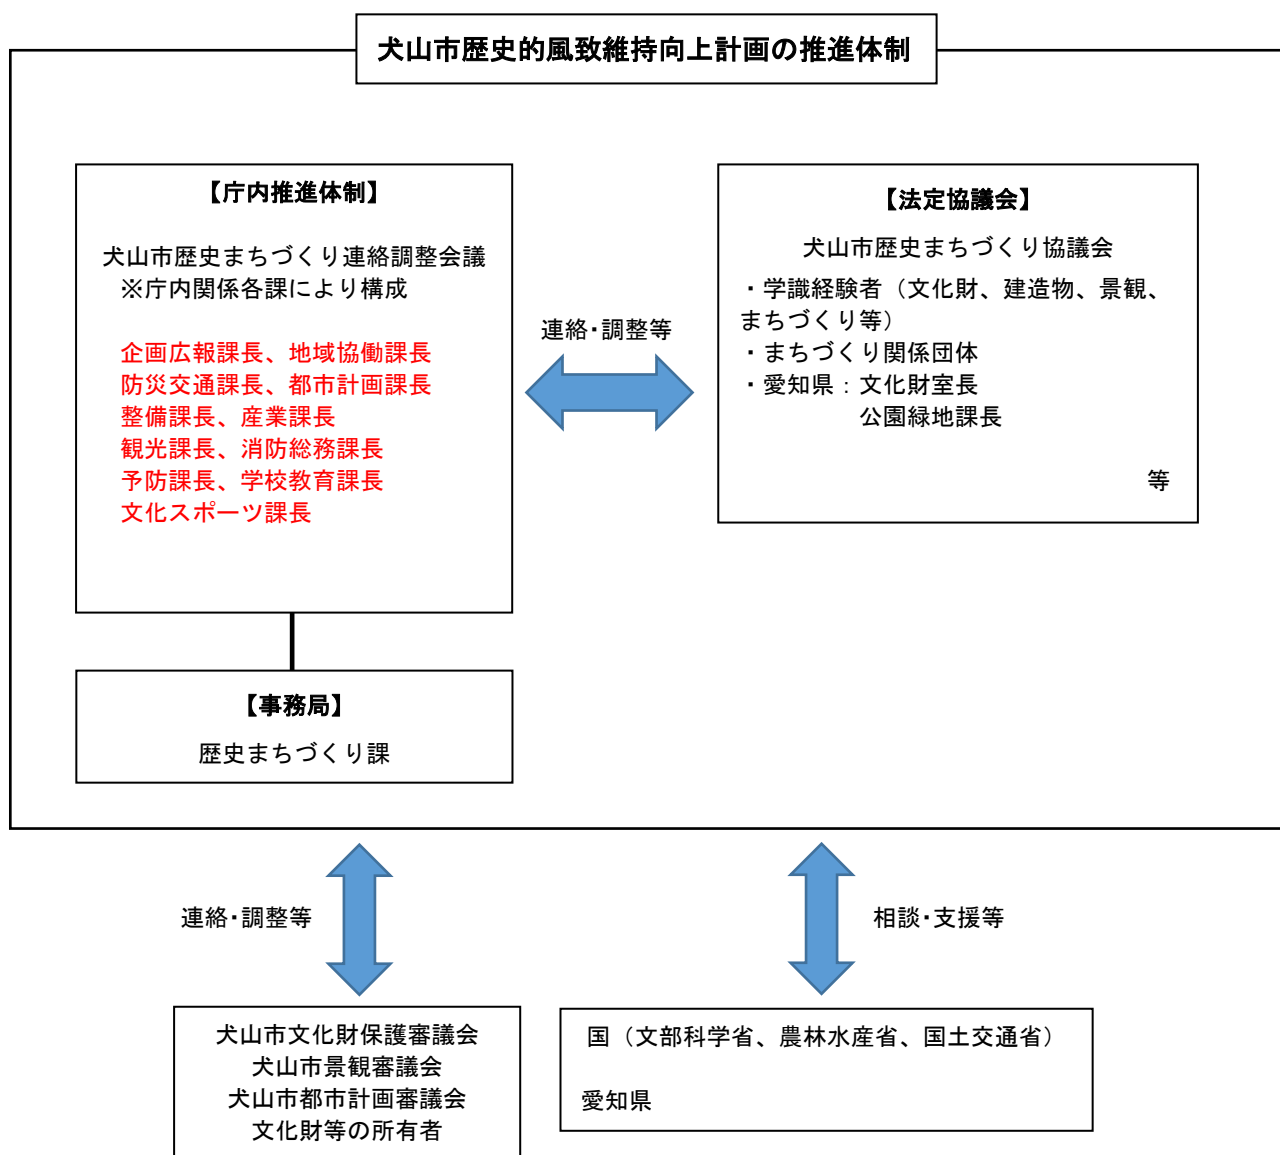 犬山市歴史的風致維持向上計画の推進体制
【庁内推進体制】
犬山市歴史まちづくり連絡調整会議
※庁内関係各課により構成
企画広報課長、地域協働課長
防災交通課長、都市計画課長
整備課長、産業課長
観光課長、消防総務課長
予防課長、学校教育課長
文化スポーツ課長
連絡・調整等
【法定協議会】
犬山市歴史まちづくり協議会
・学識経験者（文化財、建造物、景観、
まちづくり等）
・まちづくり関係団体
・愛知県：文化財室長
公園緑地課長
等
【事務局】
歴史まちづくり課
連絡・調整等
相談・支援等
犬山市文化財保護審議会
犬山市景観審議会
犬山市都市計画審議会
文化財等の所有者
国（文部科学省、農林水産省、国土交通省）
愛知県